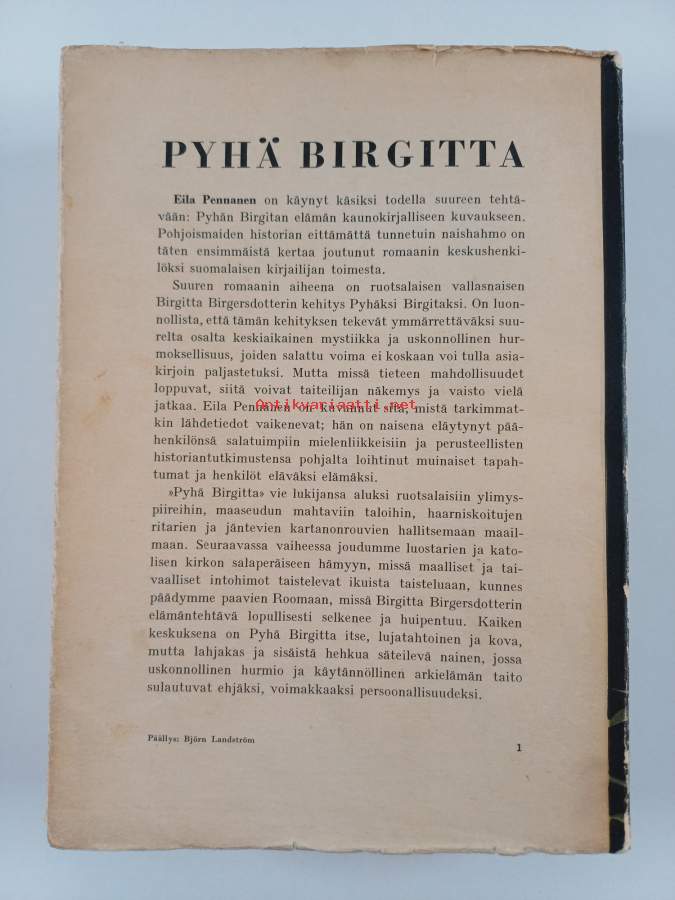 PYHÄ BIRGITTA
Eila Pennanen on käynyt käsiksi todella suureen tehtä-
vään: Pyhän Birgitan elämän kaunokirjalliseen kuvaukseen.
Pohjoismaiden historian eittämättä tunnetuin naishahmo on
täten ensimmäistä kertaa joutunut romaanin keskushenki-
löksi suomalaisen kirjailijan toimesta.
Suuren romaanin aiheena on ruotsalaisen vallasnaisen
Birgitta Birgersdotterin kehitys Pyhäksi Birgitaksi. On luon-
nollista, että tämän kehityksen tekevät ymmärrettäväksi suu-
relta osalta keskiaikainen mystiikka ja uskonnollinen hur-
moksellisuus, joiden salattu voima ei koskaan voi tulla asia-
kirjoin paljastetuksi. Mutta missä tieteen mahdollisuudet
loppuvat, siitä voivat taiteilijan näkemys ja vaisto vielä
jatkaa. Eila Pennanen on kuvannut sitä, mistä tarkimmat-
Antikvariaatti.net
kin lähdetiedot vaikenevat; hän on naisena eläytynyt pää-
henkilönsä salatuimpiin mielenliikkeisiin ja perusteellisten
historiantutkimustensa pohjalta loihtinut muinaiset tapah-
tumat ja henkilöt eläväksi elämäksi.
»Pyhä Birgitta» vie lukijansa aluksi ruotsalaisiin ylimys-
piireihin, maaseudun mahtaviin taloihin, haarniskoitujen
ritarien ja jäntevien kartanonrouvien hallitsemaan maail-
maan. Seuraavassa vaiheessa joudumme luostarien ja kato-
lisen kirkon salaperäiseen hämyyn, missä maalliset ja tai-
vaalliset intohimot taistelevat ikuista taisteluaan, kunnes
päädymme paavien Roomaan, missä Birgitta Birgersdotterin
elämäntehtävä lopullisesti selkenee ja huipentuu. Kaiken
keskuksena on Pyhä Birgitta itse, lujatahtoinen ja kova,
mutta lahjakas ja sisäistä hehkua säteilevä nainen, jossa
uskonnollinen hurmio ja käytännöllinen arkielämän taito
sulautuvat ehjäksi, voimakkaaksi persoonallisuudeksi.
Päällys: Björn Landström
1